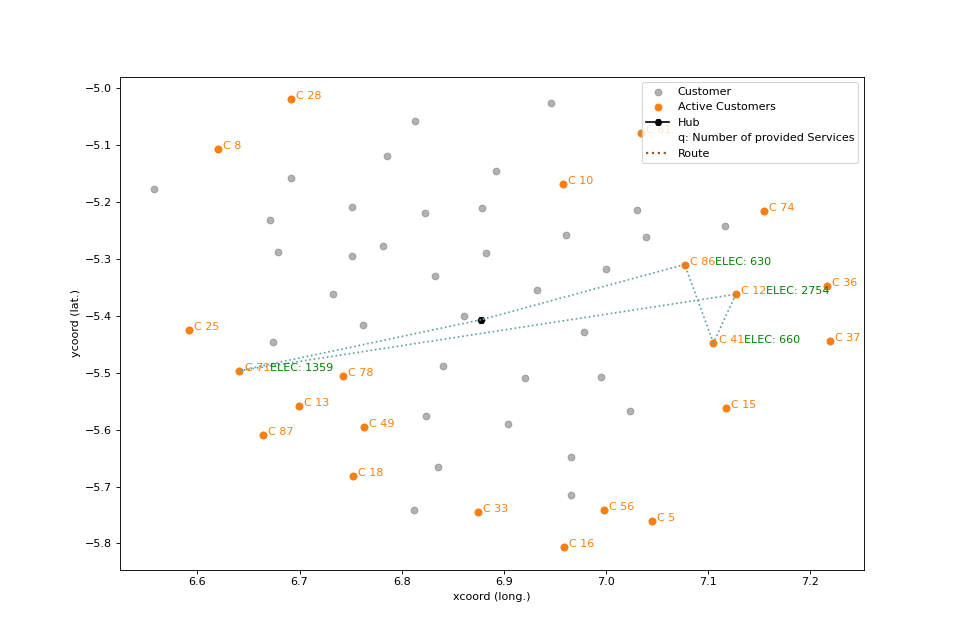 Customer
Active Customers
Hub
q: Number of provided Services
Route
C 28
C 8
C 10
C 74
C 86
ELEC: 630
C 36
C 12
ELEC: 2754
C 25
C 41
ELEC: 660
C 37
C 71
ELEC: 1359
C 78
C 13
C 15
C 49
C 87
C 18
C 33
C 56
C 5
C 16
−5.0
−5.1
−5.2
−5.3
−5.4
−5.5
−5.6
−5.7
−5.8
ycoord (lat.)
6.6 6.7 6.8 6.9 7.0 7.1 7.2
xcoord (long.)